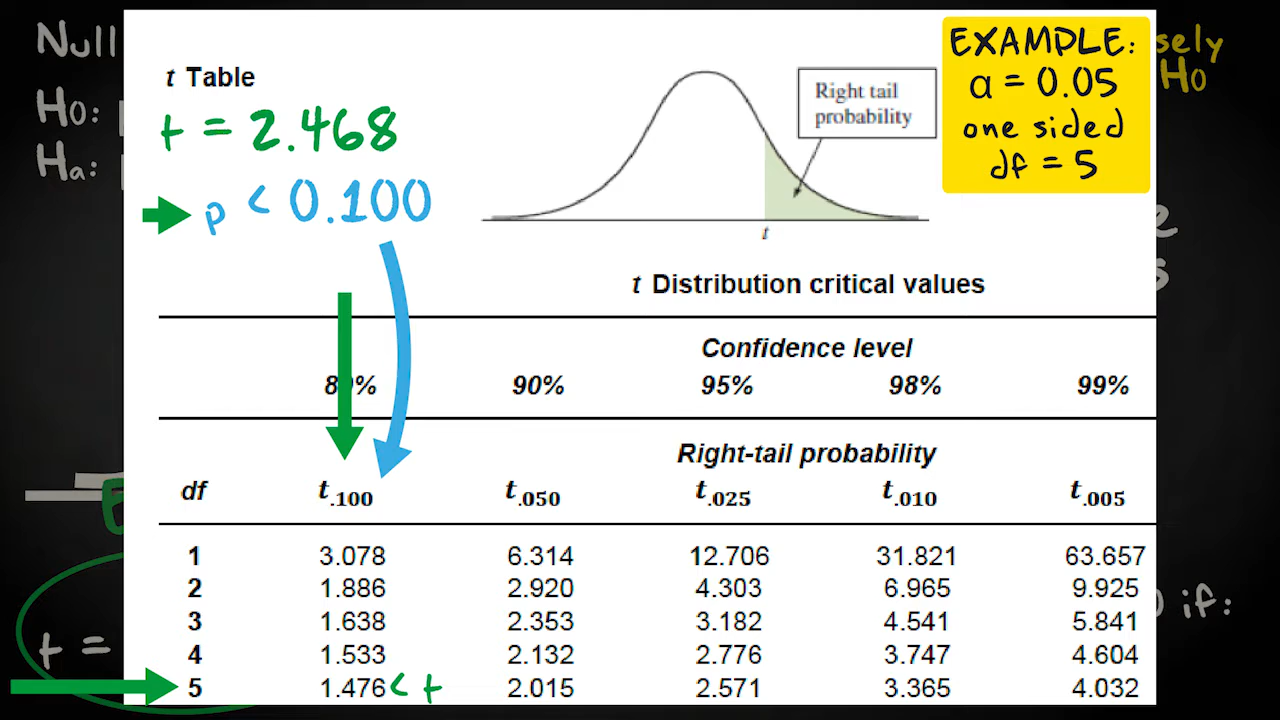 Null
H0:
Ha:
sely
H0
t Table
t = 2.468
p < 0.100
Right tail
probability
t
EXAMPLE:
α = 0.05
one sided
df = 5
t Distribution critical values
Confidence level
80% 90% 95% 98% 99%
Right-tail probability
df t.100 t.050 t.025 t.010 t.005
1 3.078 6.314 12.706 31.821 63.657
2 1.886 2.920 4.303 6.965 9.925
3 1.638 2.353 3.182 4.541 5.841
4 1.533 2.132 2.776 3.747 4.604
5 1.476 < t 2.015 2.571 3.365 4.032
t =
if: